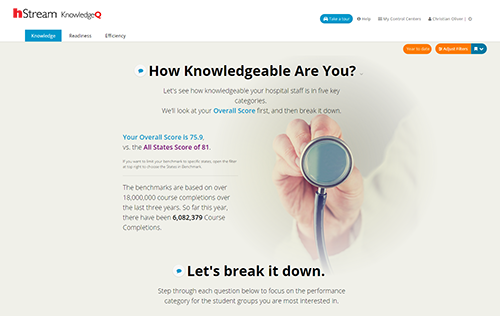 hStream KnowledgeQ
Take a tour Help My Control Centers Christian Oliver |
Knowledge Readiness Efficiency
Year to date Adjust Filters
How Knowledgeable Are You?
Let's see how knowledgeable your hospital staff is in five key
categories.
We'll look at your Overall Score first, and then break it down.
Your Overall Score is 75.9,
vs. the All States Score of 81.
If you want to limit your benchmark to specific states, open the filter
at top right to choose the States in Benchmark.
The benchmarks are based on over
18,000,000 course completions over
the last three years. So far this year,
there have been 6,082,379 Course
Completions.
Let's break it down.
Step through each question below to focus on the performance
category for the student groups you are most interested in.